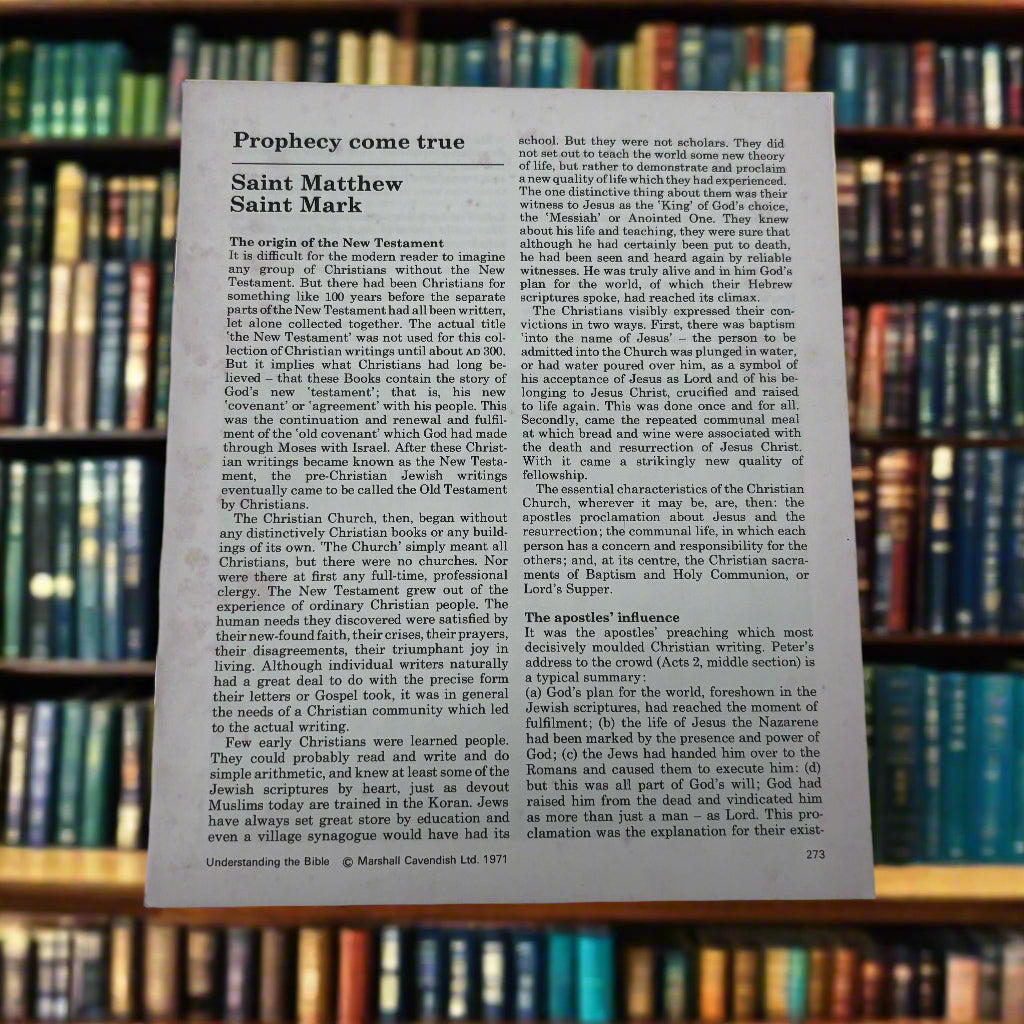 Prophecy come true
Saint Matthew
Saint Mark
The origin of the New Testament
It is difficult for the modern reader to imagine
any group of Christians without the New
Testament. But there had been Christians for
something like 100 years before the separate
parts of the New Testament had all been written,
let alone collected together. The actual title
'the New Testament' was not used for this col-
lection of Christian writings until about AD 300.
But it implies what Christians had long be-
lieved – that these Books contain the story of
God's new 'testament'; that is, his new
'covenant' or 'agreement' with his people. This
was the continuation and renewal and fulfil-
ment of the 'old covenant' which God had made
through Moses with Israel. After these Christ-
ian writings became known as the New Testa-
ment, the pre-Christian Jewish writings
eventually came to be called the Old Testament
by Christians.
The Christian Church, then, began without
any distinctively Christian books or any build-
ings of its own. 'The Church' simply meant all
Christians, but there were no churches. Nor
were there at first any full-time, professional
clergy. The New Testament grew out of the
experience of ordinary Christian people. The
human needs they discovered were satisfied by
their new-found faith, their crises, their prayers,
their disagreements, their triumphant joy in
living. Although individual writers naturally
had a great deal to do with the precise form
their letters or Gospel took, it was in general
the needs of a Christian community which led
to the actual writing.
Few early Christians were learned people.
They could probably read and write and do
simple arithmetic, and knew at least some of the
Jewish scriptures by heart, just as devout
Muslims today are trained in the Koran. Jews
have always set great store by education and
even a village synagogue would have had its
school. But they were not scholars. They did
not set out to teach the world some new theory
of life, but rather to demonstrate and proclaim
a new quality of life which they had experienced.
The one distinctive thing about them was their
witness to Jesus as the 'King' of God's choice,
the 'Messiah' or Anointed One. They knew
about his life and teaching, they were sure that
although he had certainly been put to death,
he had been seen and heard again by reliable
witnesses. He was truly alive and in him God's
plan for the world, of which their Hebrew
scriptures spoke, had reached its climax.
The Christians visibly expressed their con-
victions in two ways. First, there was baptism
'into the name of Jesus' – the person to be
admitted into the Church was plunged in water,
or had water poured over him, as a symbol of
his acceptance of Jesus as Lord and of his be-
longing to Jesus Christ, crucified and raised
to life again. This was done once and for all.
Secondly, came the repeated communal meal
at which bread and wine were associated with
the death and resurrection of Jesus Christ.
With it came a strikingly new quality of
fellowship.
The essential characteristics of the Christian
Church, wherever it may be, are, then: the
apostles proclamation about Jesus and the
resurrection; the communal life, in which each
person has a concern and responsibility for the
others; and, at its centre, the Christian sacra-
ments of Baptism and Holy Communion, or
Lord's Supper.
The apostles' influence
It was the apostles' preaching which most
decisively moulded Christian writing. Peter's
address to the crowd (Acts 2, middle section) is
a typical summary:
(a) God's plan for the world, foreshown in the
Jewish scriptures, had reached the moment of
fulfilment; (b) the life of Jesus the Nazarene
had been marked by the presence and power of
God; (c) the Jews had handed him over to the
Romans and caused them to execute him: (d)
but this was all part of God's will; God had
raised him from the dead and vindicated him
as more than just a man – as Lord. This pro-
clamation was the explanation for their exist-
Understanding the Bible © Marshall Cavendish Ltd. 1971
273